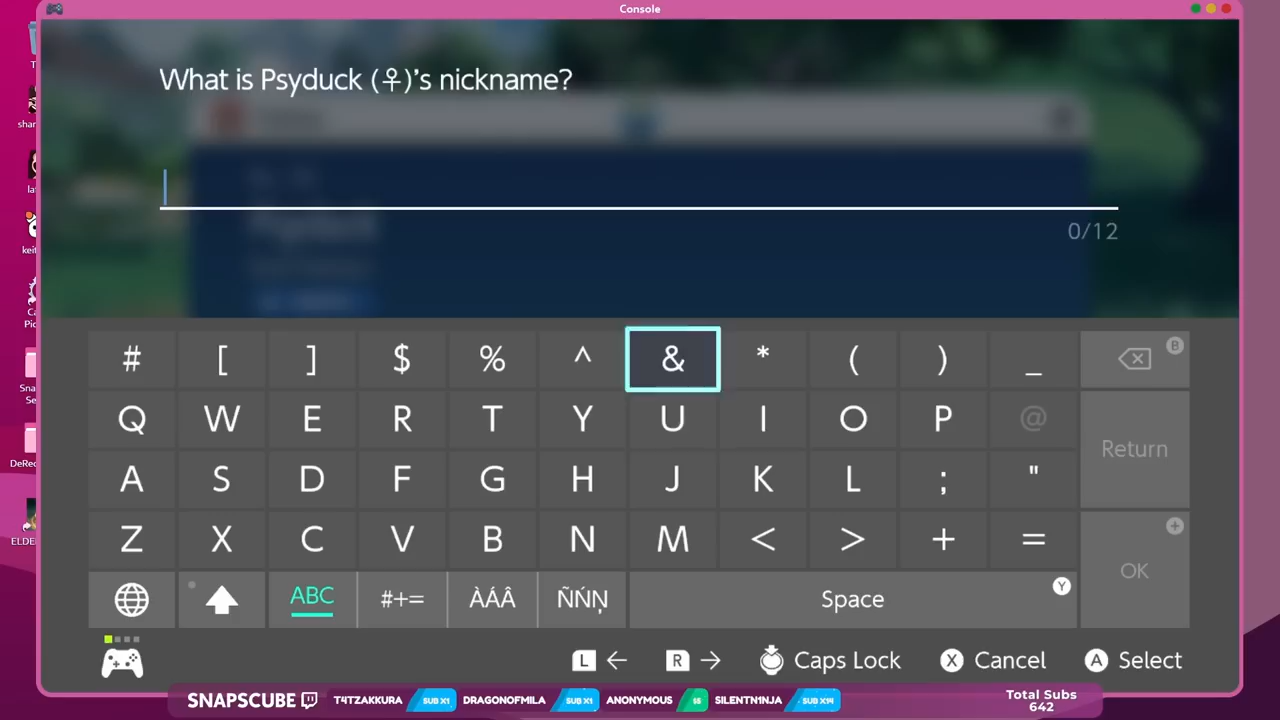 Console
What is Psyduck (♀)'s nickname?
0/12
# [ ] $ % ^ & * ( ) _ B
Q W E R T Y U I O P @ Return
A S D F G H J K L ; "
Z X C V B N M < > + = + OK
ABC #+= ÀÁÂ ÑŃŅ Space Y
L ← R → Caps Lock X Cancel A Select
SNAPSCUBE T4TZAKKURA SUB X1 DRAGONOFMILA SUB X1 ANONYMOUS $5 SILENTN1NJA SUB X14 Total Subs
642